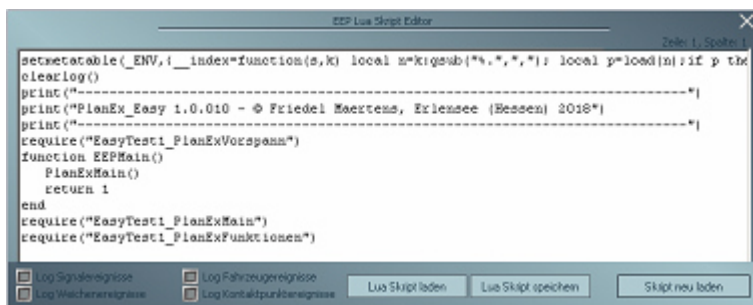 EEP Lua Skript Editor
Zeile: 1, Spalte: 1
setmetatable(_ENV,{__index=function(s,k) local n=k:gsub("%.",","); local p=load(n);if p the
clearlog()
print("----------------------------------------------------------------------------")
print("PlanEx_Easy 1.0.010 - © Friedel Maertens, Erlensee (Hessen) 2018")
print("----------------------------------------------------------------------------")
require("EasyTest1_PlanExVorspann")
function EEPMain()
PlanExMain()
return 1
end
require("EasyTest1_PlanExMain")
require("EasyTest1_PlanExFunktionen")
Log Signalereignisse
Log Fahrzeugereignisse
Log Weichenereignisse
Log Kontaktpunktereignisse
Lua Skript laden
Lua Skript speichern
Skript neu laden